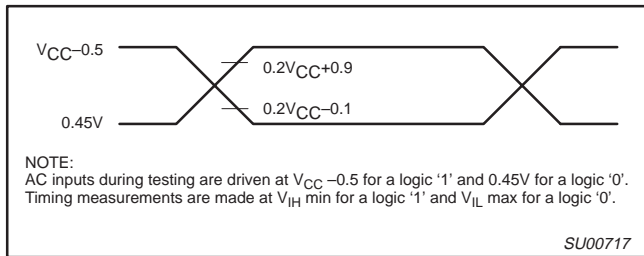 VCC–0.5
0.2VCC+0.9
0.2VCC–0.1
0.45V
NOTE:
AC inputs during testing are driven at VCC –0.5 for a logic ‘1’ and 0.45V for a logic ‘0’.
Timing measurements are made at VIH min for a logic ‘1’ and VIL max for a logic ‘0’.
SU00717